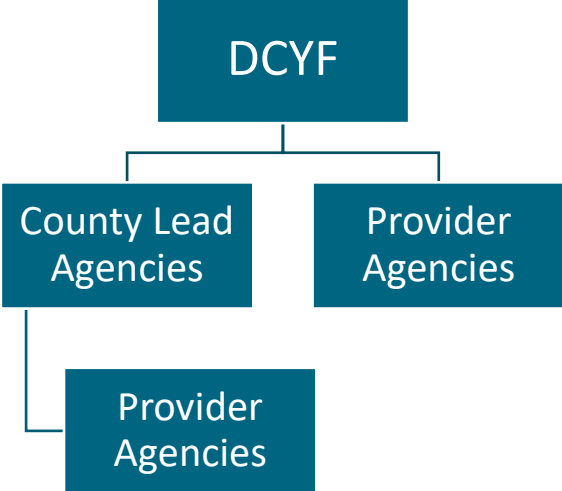 DCYF
County Lead
Agencies
Provider
Agencies
Provider
Agencies